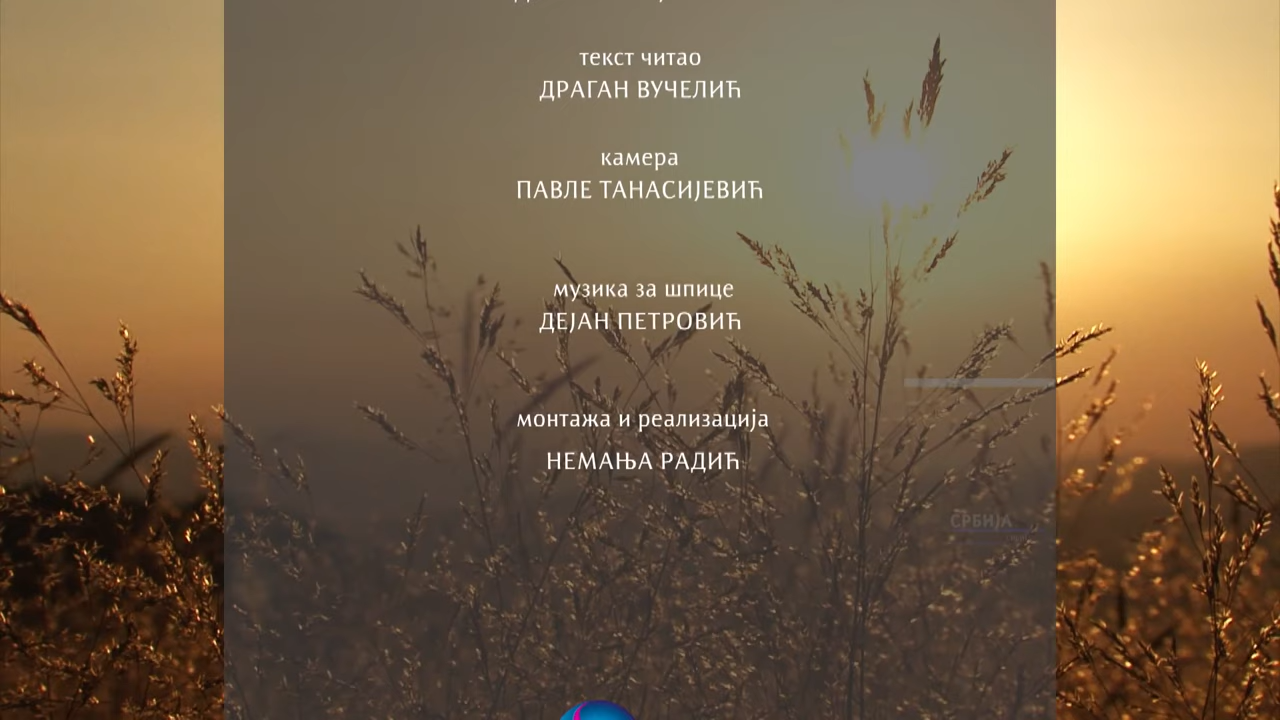 текст читао
ДРАГАН ВУЧЕЛИЋ
камера
ПАВЛЕ ТАНАСИЈЕВИЋ
музика за шпице
ДЕЈАН ПЕТРОВИЋ
монтажа и реализација
НЕМАЊА РАДИЋ
СРБИЈА